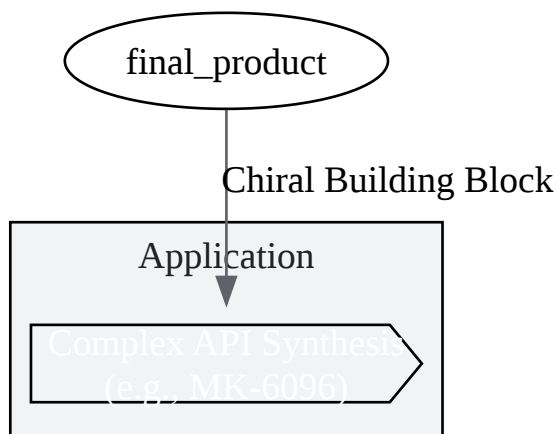 final_product
Chiral Building Block
Application
Complex API Synthesis
(e.g., MK-6096)